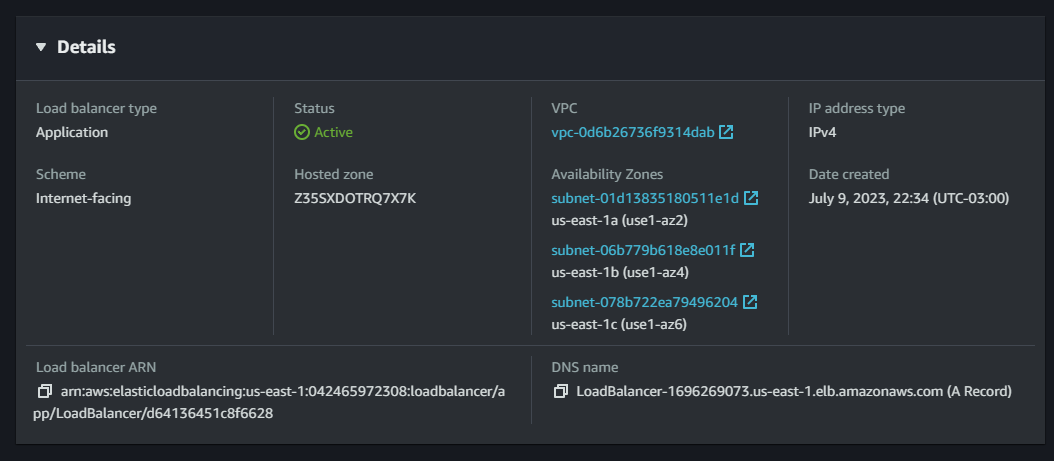 Details
Load balancer type
Application
Status
Active
VPC
vpc-0d6b26736f9314dab
IP address type
IPv4
Scheme
Internet-facing
Hosted zone
Z35SXDOTRQ7X7K
Availability Zones
subnet-01d13835180511e1d
us-east-1a (use1-az2)
subnet-06b779b618e8e011f
us-east-1b (use1-az4)
subnet-078b722ea79496204
us-east-1c (use1-az6)
Date created
July 9, 2023, 22:34 (UTC-03:00)
Load balancer ARN
arn:aws:elasticloadbalancing:us-east-1:042465972308:loadbalancer/a
pp/LoadBalancer/d64136451c8f6628
DNS name
LoadBalancer-1696269073.us-east-1.elb.amazonaws.com (A Record)